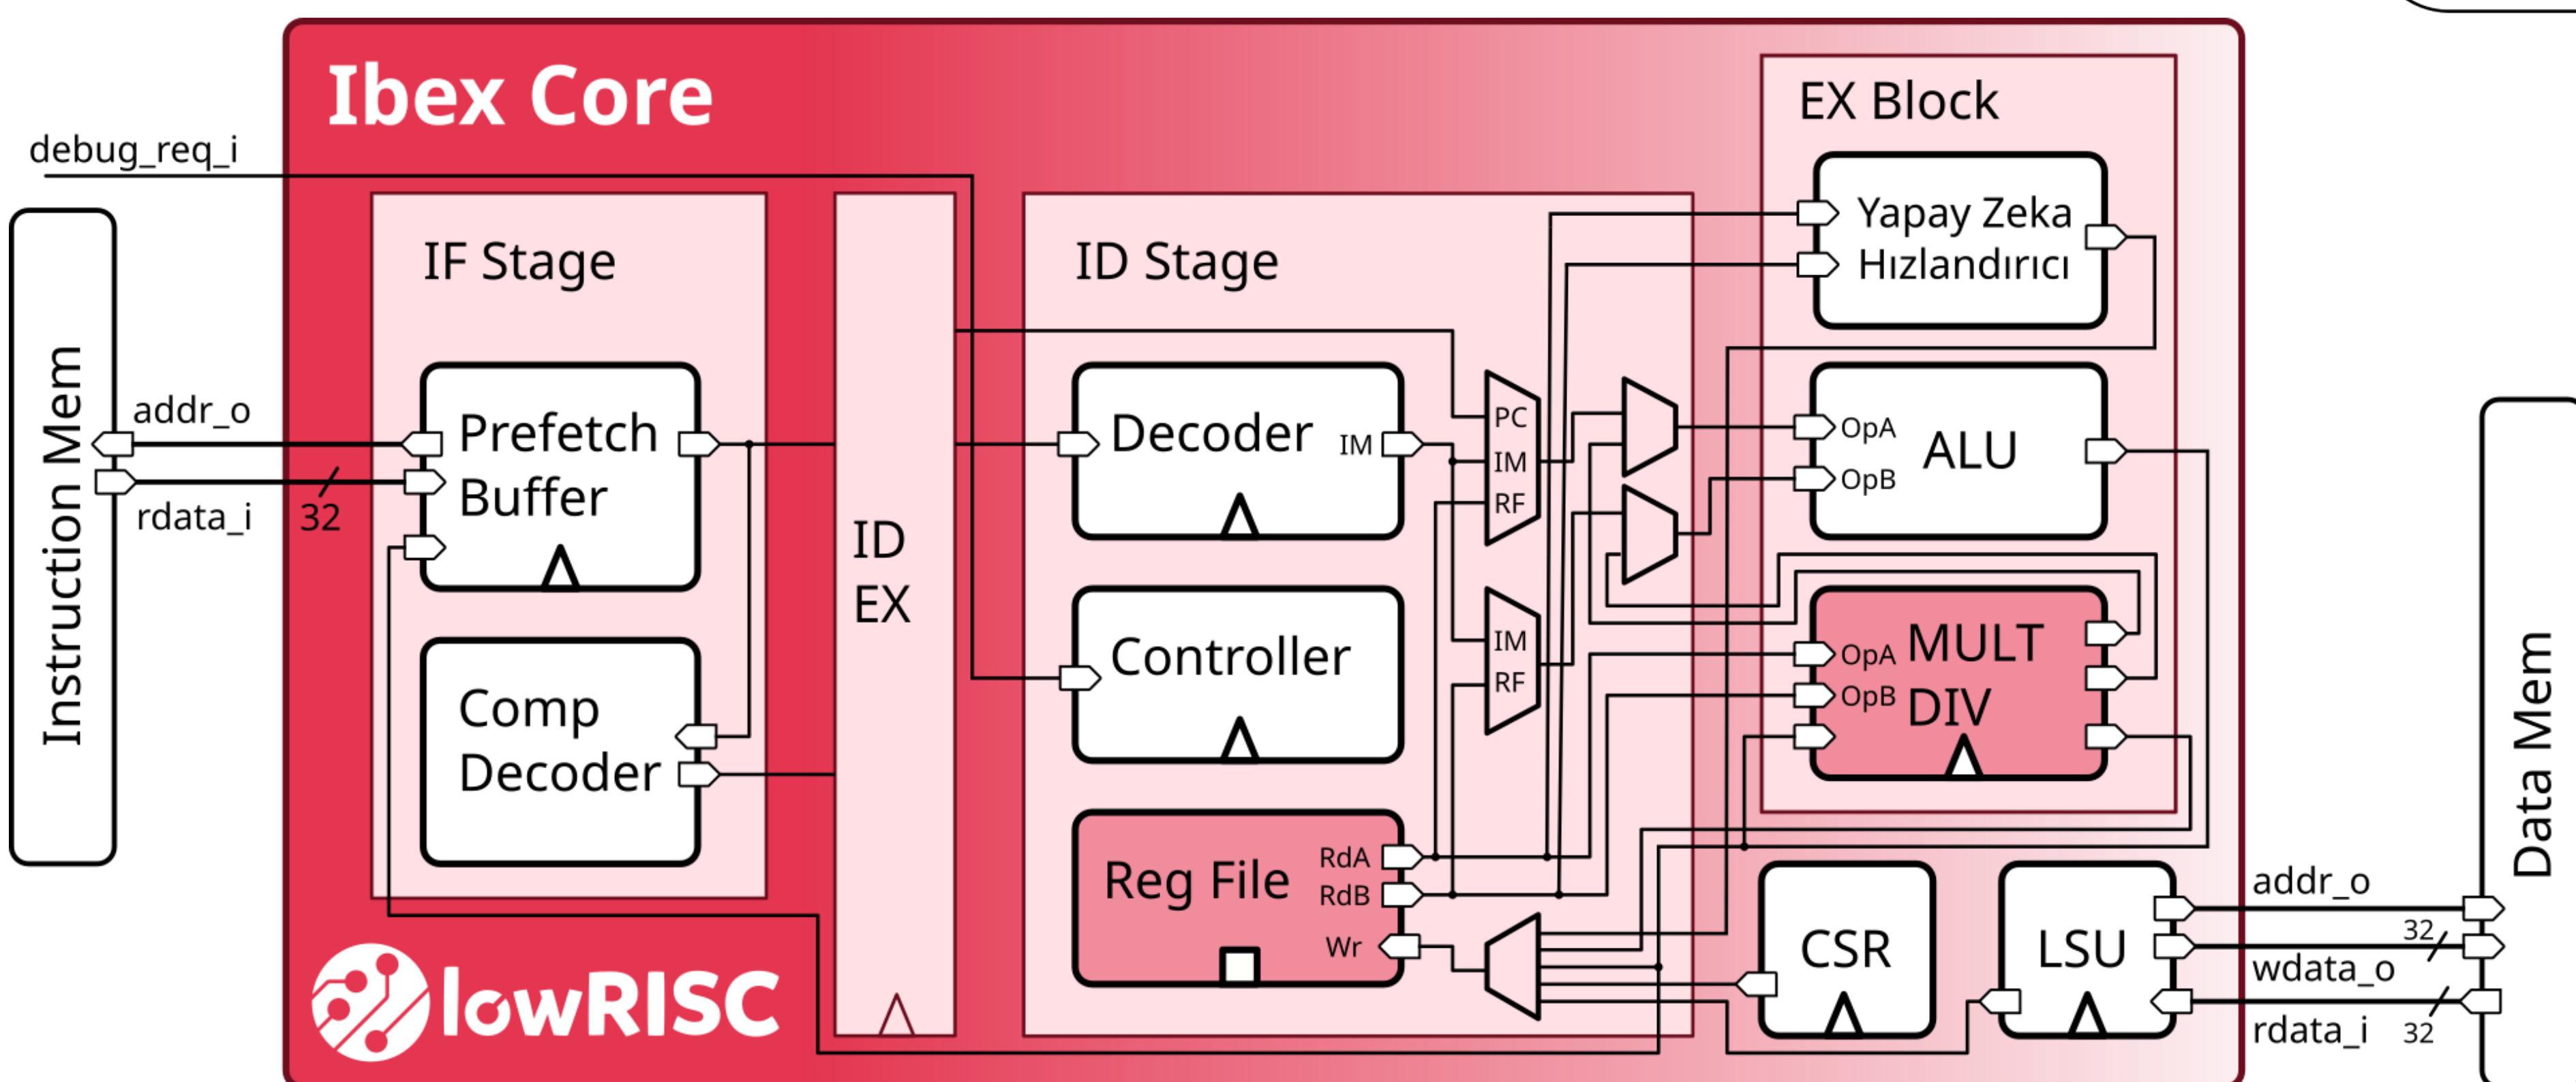 Ibex Core
debug_req_i
Instruction Mem
addr_o
rdata_i
32
IF Stage
Prefetch
Buffer
Comp
Decoder
lowRISC
ID
EX
ID Stage
Decoder
IM
Controller
Reg File
RdA
RdB
Wr
PC
IM
RF
IM
RF
EX Block
Yapay Zeka
Hızlandırıcı
OpA
OpB
ALU
OpA
OpB
MULT
DIV
CSR
LSU
addr_o
32
wdata_o
rdata_i
32
Data Mem